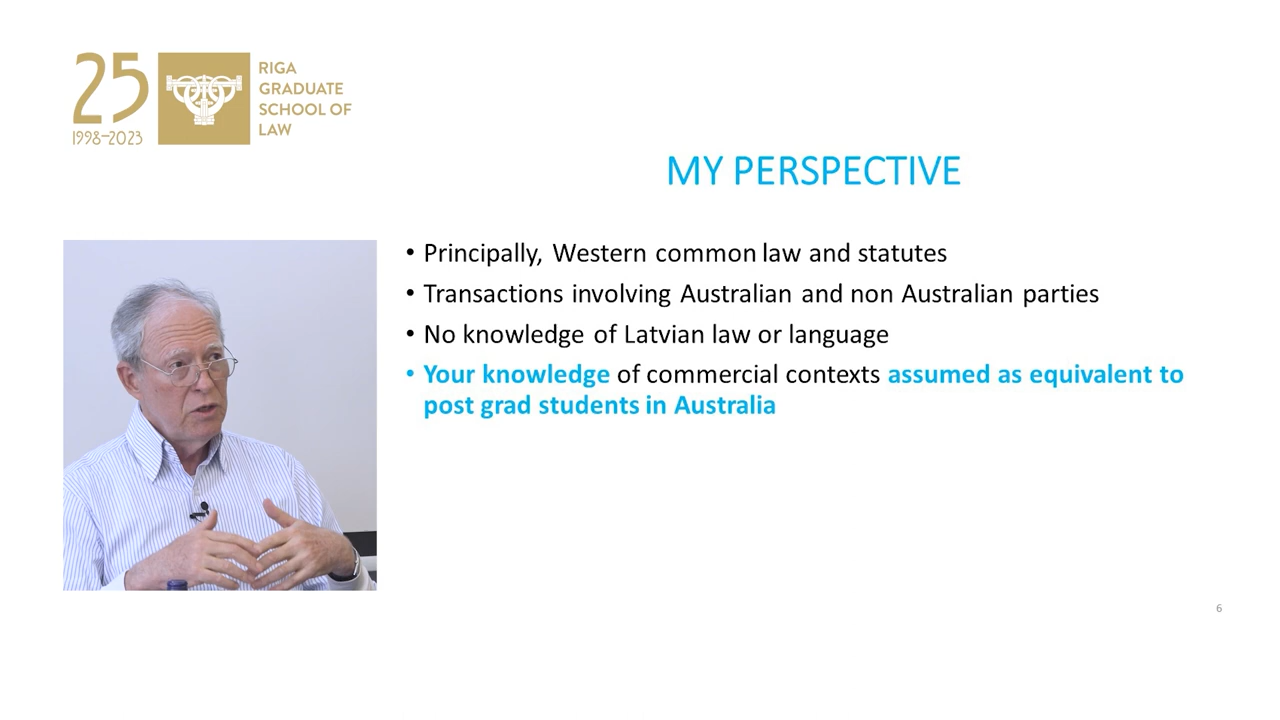 25
1998–2023
RIGA
GRADUATE
SCHOOL OF
LAW
MY PERSPECTIVE
• Principally, Western common law and statutes
• Transactions involving Australian and non Australian parties
• No knowledge of Latvian law or language
• Your knowledge of commercial contexts assumed as equivalent to
post grad students in Australia
6